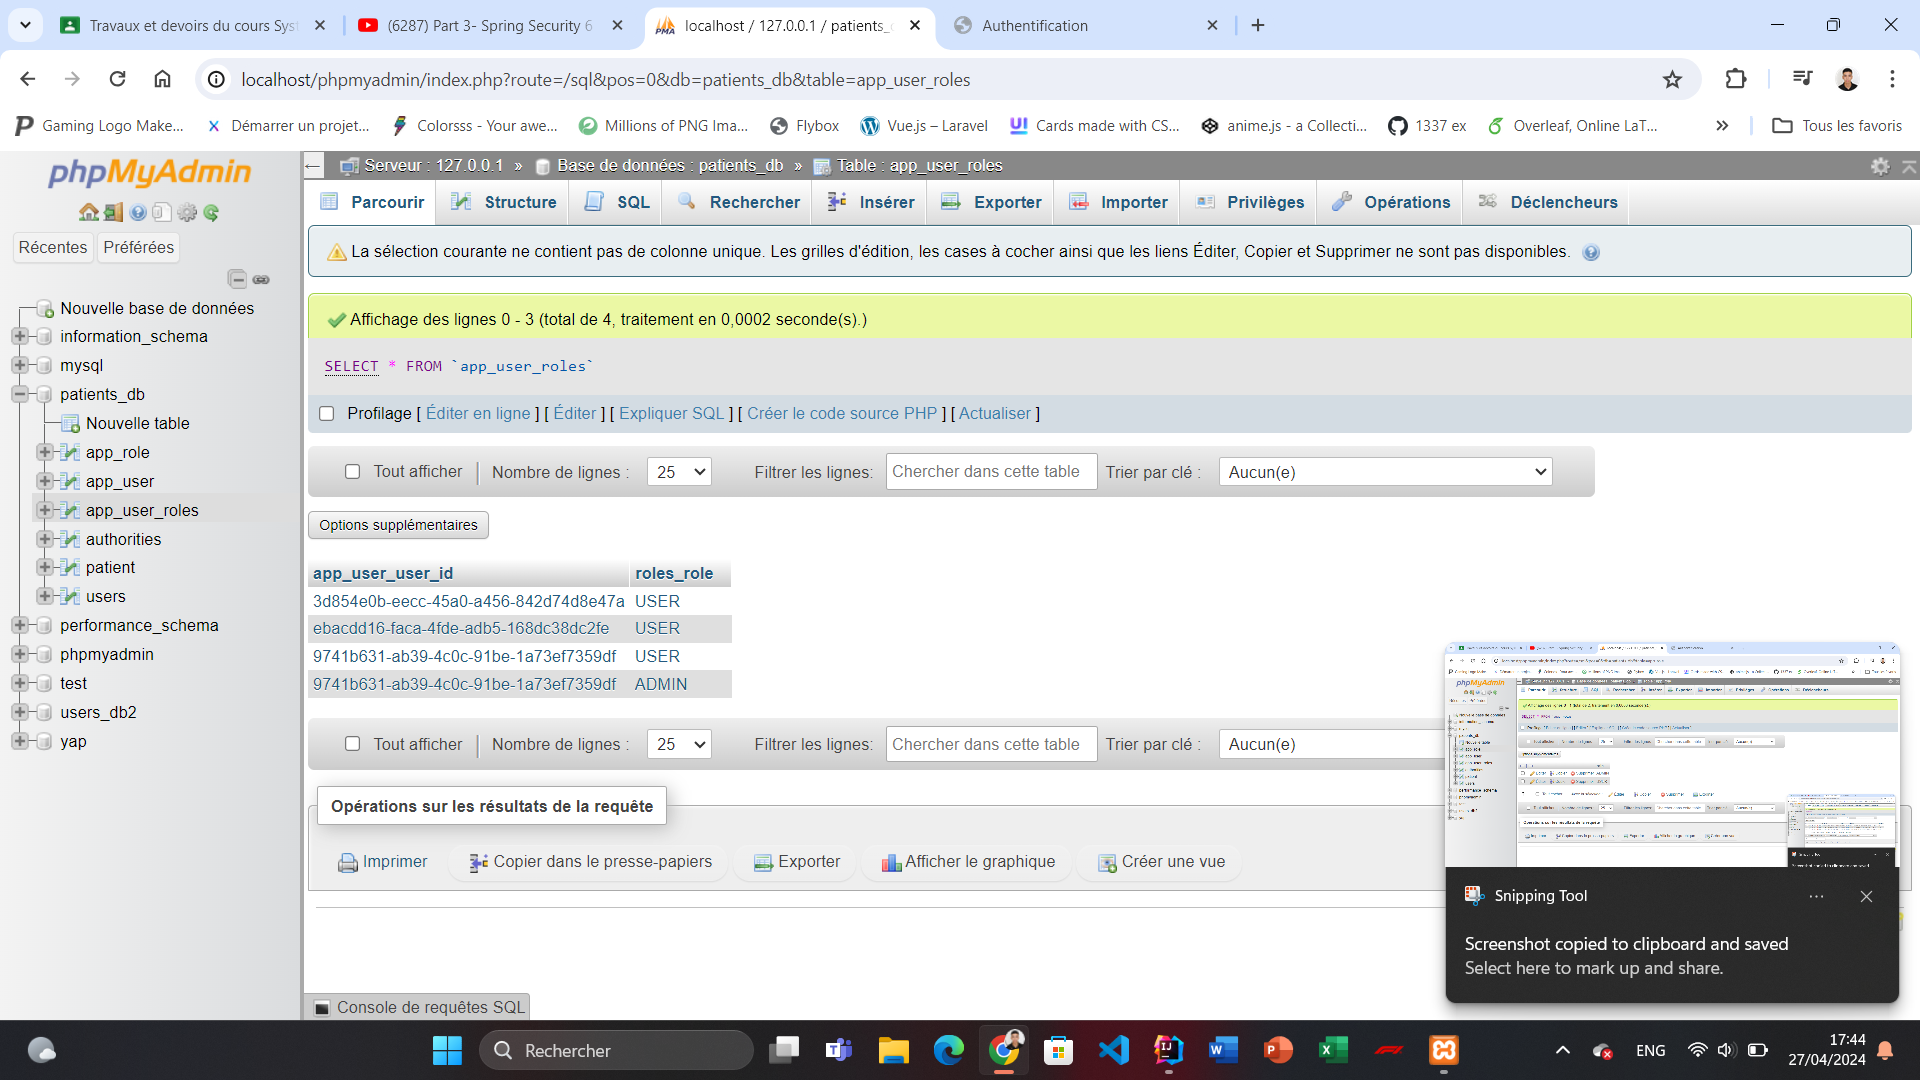 Travaux et devoirs du cours Syst
(6287) Part 3- Spring Security 6
localhost / 127.0.0.1 / patients_d
Authentification
localhost/phpmyadmin/index.php?route=/sql&pos=0&db=patients_db&table=app_user_roles
Gaming Logo Make...
Démarrer un projet...
Colorsss - Your awe...
Millions of PNG Ima...
Flybox
Vue.js – Laravel
Cards made with CS...
anime.js - a Collecti...
1337 ex
Overleaf, Online LaT...
Tous les favoris
phpMyAdmin
Récentes
Préférées
Nouvelle base de données
information_schema
mysql
patients_db
Nouvelle table
app_role
app_user
app_user_roles
authorities
patient
users
performance_schema
phpmyadmin
test
users_db2
yap
Serveur : 127.0.0.1 » Base de données : patients_db » Table : app_user_roles
Parcourir
Structure
SQL
Rechercher
Insérer
Exporter
Importer
Privilèges
Opérations
Déclencheurs
La sélection courante ne contient pas de colonne unique. Les grilles d'édition, les cases à cocher ainsi que les liens Éditer, Copier et Supprimer ne sont pas disponibles.
Affichage des lignes 0 - 3 (total de 4, traitement en 0,0002 seconde(s).)
SELECT * FROM `app_user_roles`
Profilage [ Éditer en ligne ] [ Éditer ] [ Expliquer SQL ] [ Créer le code source PHP ] [ Actualiser ]
Tout afficher
Nombre de lignes :
25
Filtrer les lignes:
Chercher dans cette table
Trier par clé :
Aucun(e)
Options supplémentaires
app_user_user_id roles_role
3d854e0b-eecc-45a0-a456-842d74d8e47a USER
ebacdd16-faca-4fde-adb5-168dc38dc2fe USER
9741b631-ab39-4c0c-91be-1a73ef7359df USER
9741b631-ab39-4c0c-91be-1a73ef7359df ADMIN
Tout afficher
Nombre de lignes :
25
Filtrer les lignes:
Chercher dans cette table
Trier par clé :
Aucun(e)
Opérations sur les résultats de la requête
Imprimer
Copier dans le presse-papiers
Exporter
Afficher le graphique
Créer une vue
Console de requêtes SQL
Snipping Tool
Screenshot copied to clipboard and saved
Select here to mark up and share.
Rechercher
ENG
17:44
27/04/2024